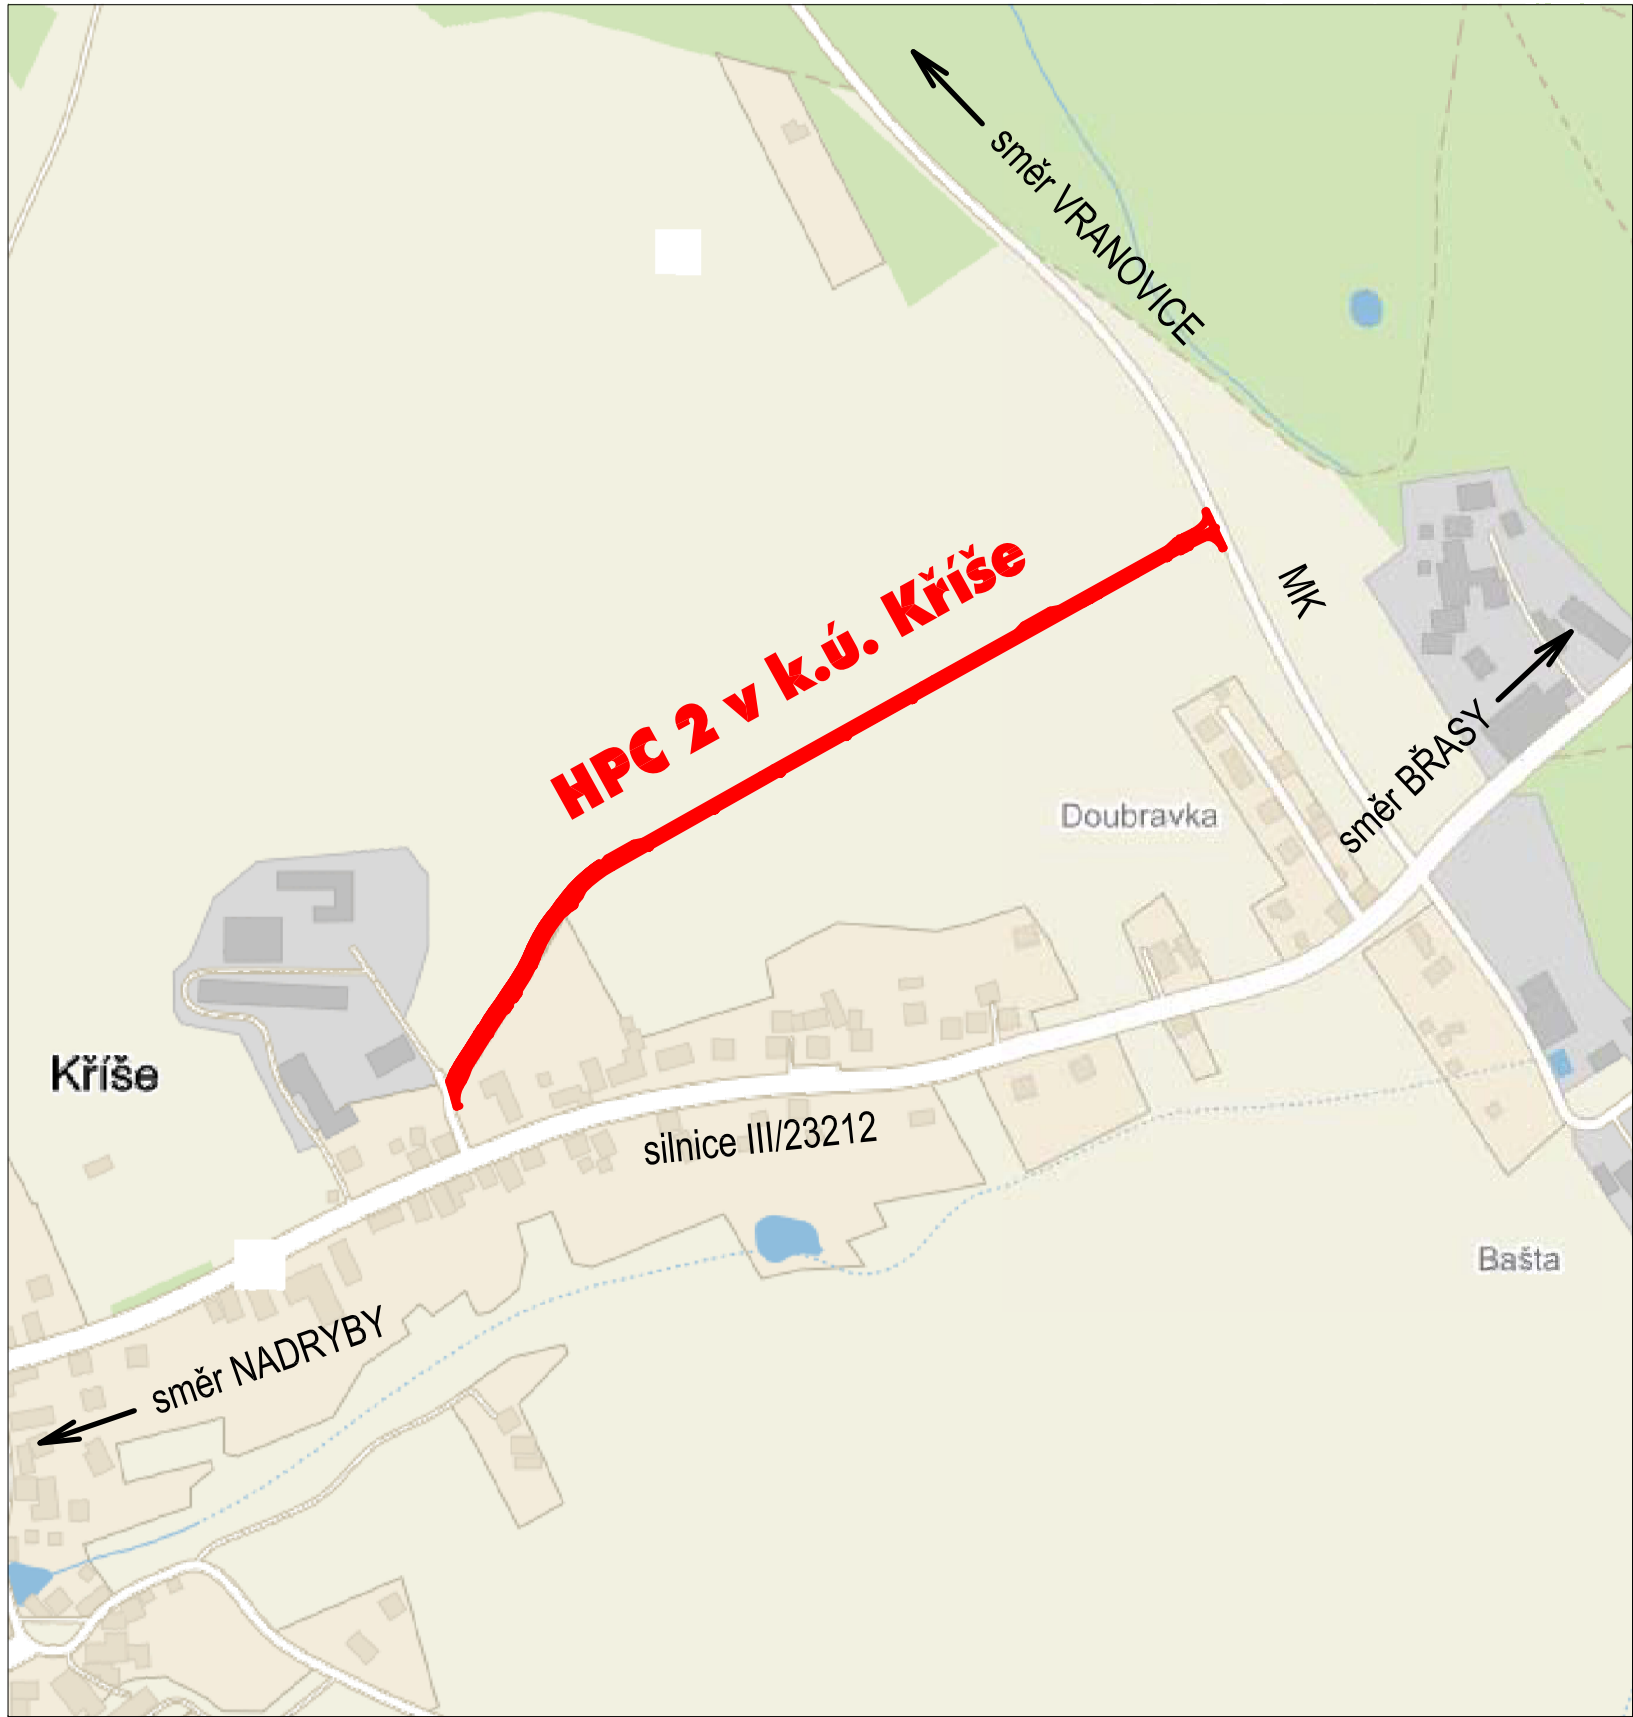 směr VRANOVICE
HPC 2 v k.ú. Kříše
MK
směr BŘASY
Doubravka
Kříše
silnice III/23212
Bašta
směr NADRYBY